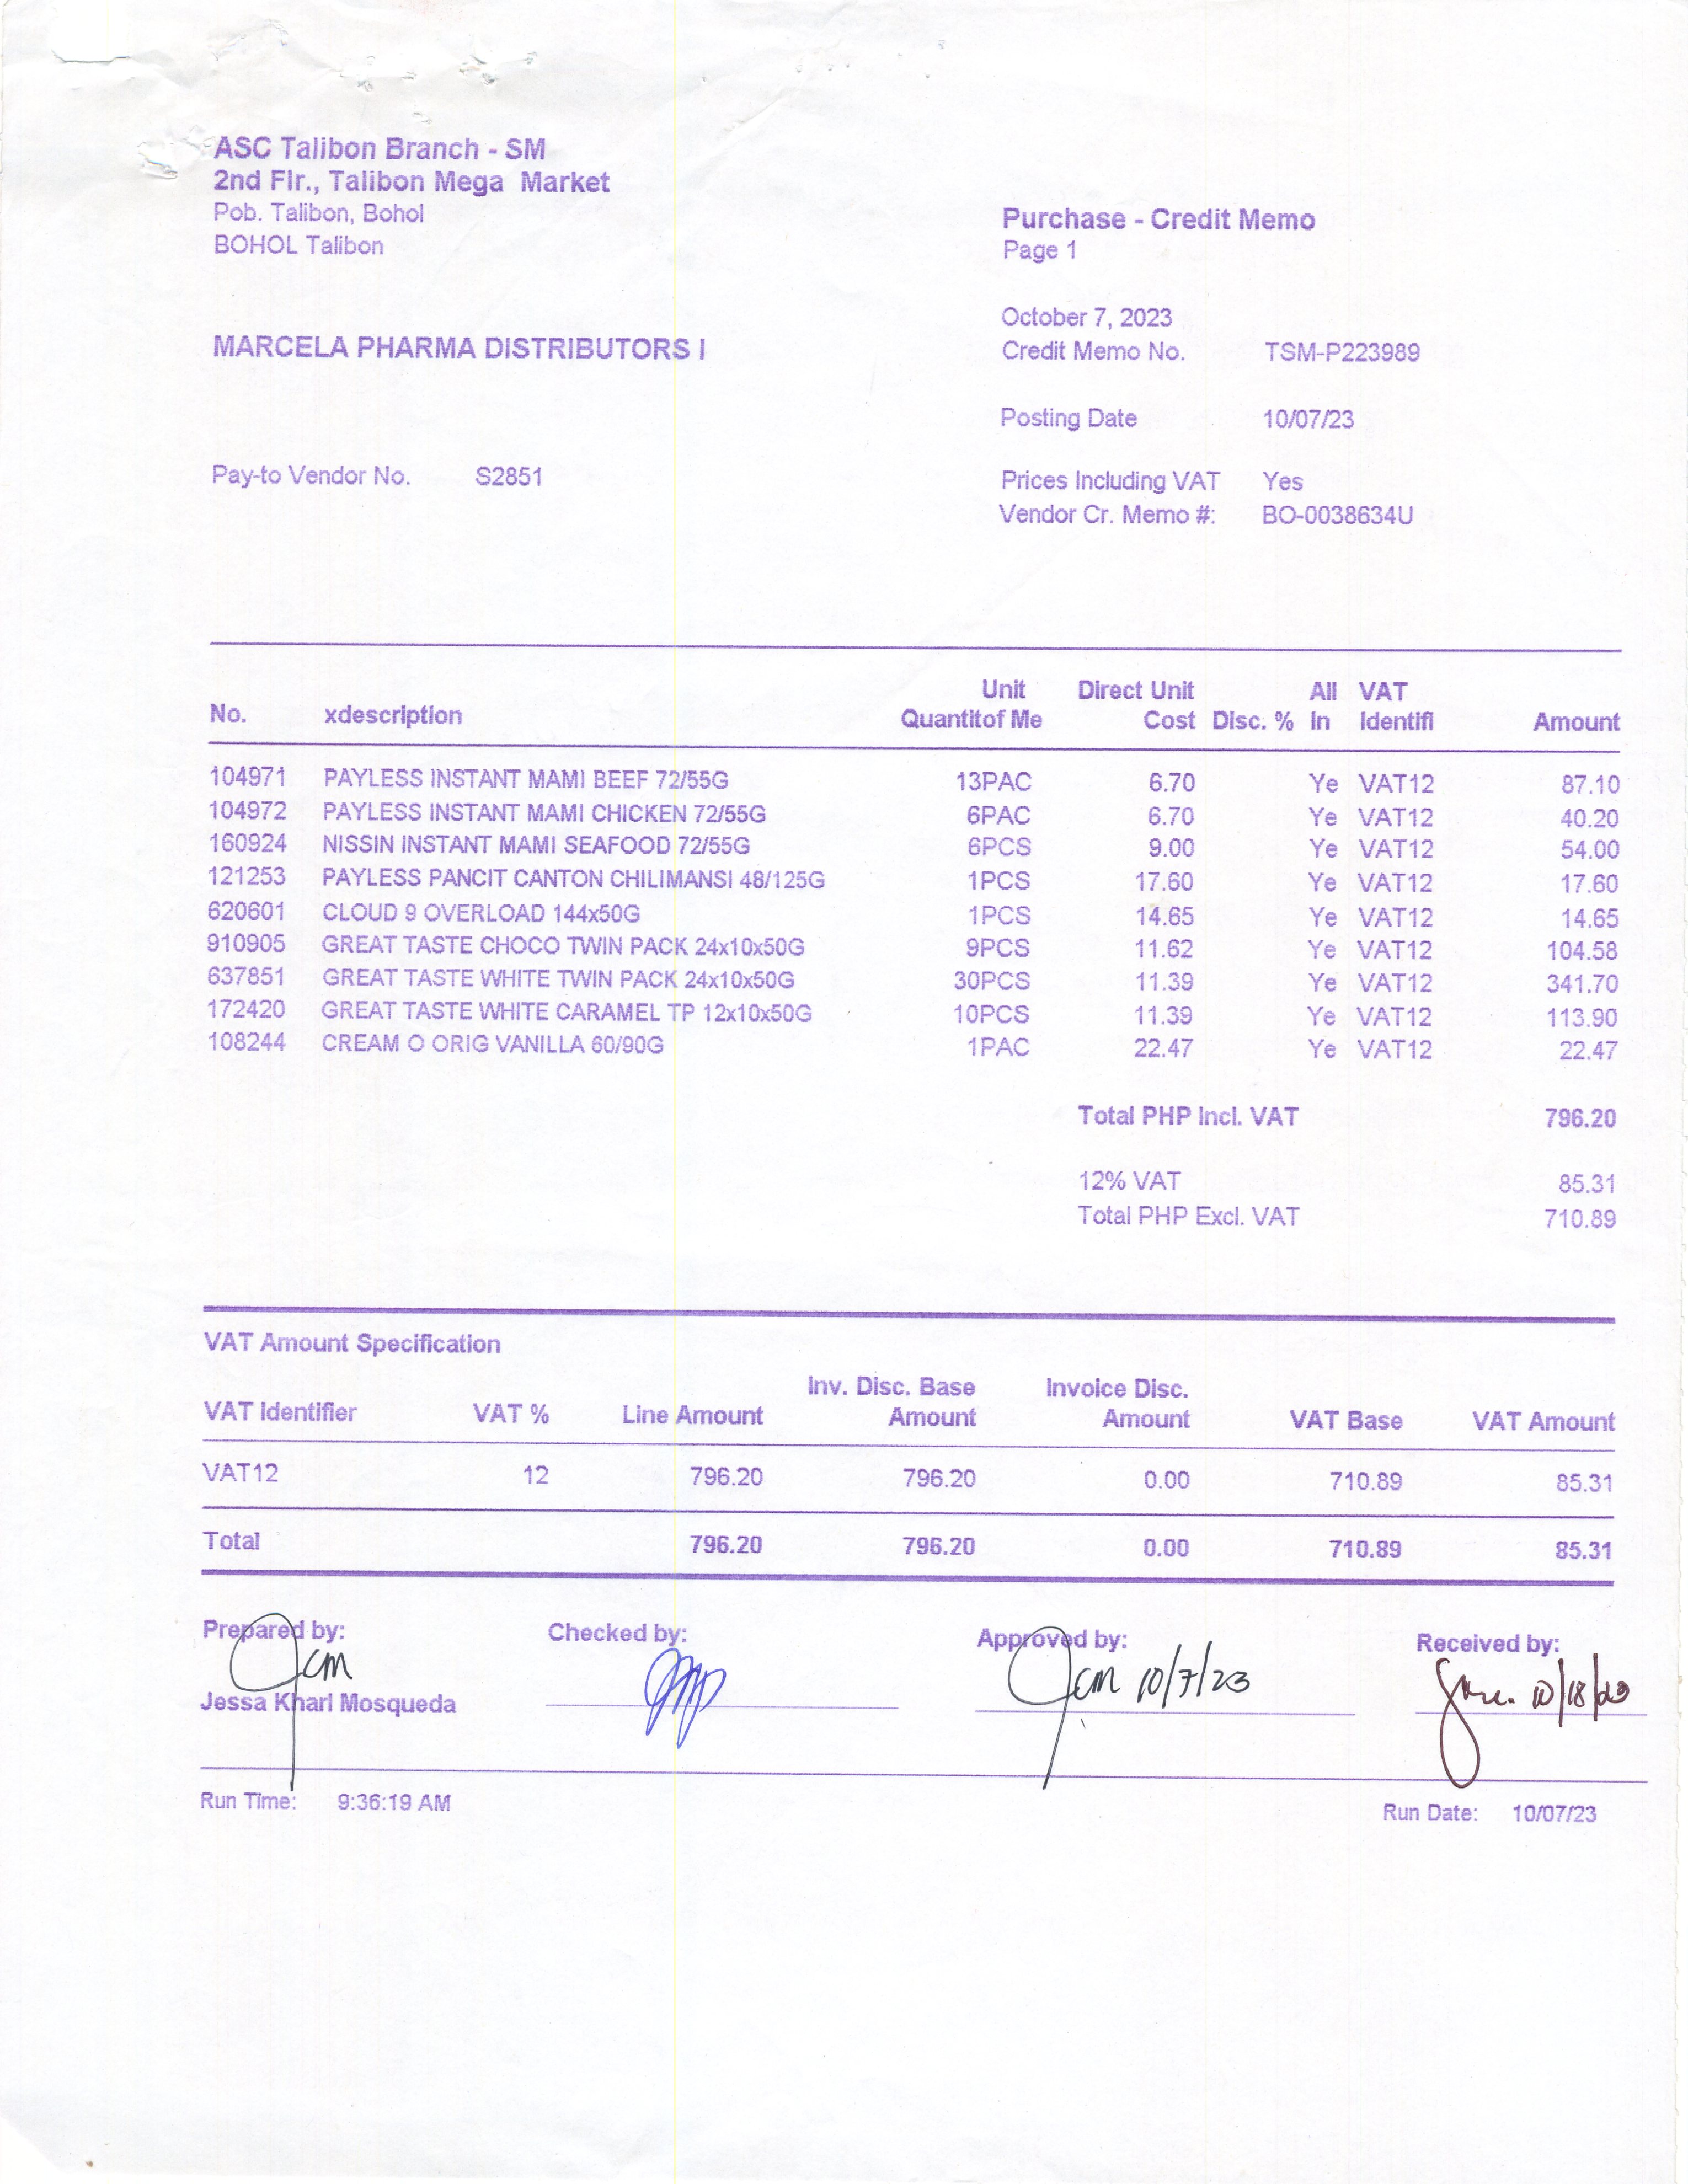 ASC Talibon Branch - SM
2nd Flr., Talibon Mega Market
Pob. Talibon, Bohol
BOHOL Talibon
Purchase - Credit Memo
Page 1
October 7, 2023
MARCELA PHARMA DISTRIBUTORS I
Credit Memo No. TSM-P223989
Posting Date 10/07/23
Pay-to Vendor No. S2851
Prices Including VAT Yes
Vendor Cr. Memo #: BO-0038634U
Unit Direct Unit All VAT
No. xdescription Quantitof Me Cost Disc. % In Identifi Amount
104971 PAYLESS INSTANT MAMI BEEF 72/55G 13PAC 6.70 Ye VAT12 87.10
104972 PAYLESS INSTANT MAMI CHICKEN 72/55G 6PAC 6.70 Ye VAT12 40.20
160924 NISSIN INSTANT MAMI SEAFOOD 72/55G 6PCS 9.00 Ye VAT12 54.00
121253 PAYLESS PANCIT CANTON CHILIMANSI 48/125G 1PCS 17.60 Ye VAT12 17.60
620601 CLOUD 9 OVERLOAD 144x50G 1PCS 14.65 Ye VAT12 14.65
910905 GREAT TASTE CHOCO TWIN PACK 24x10x50G 9PCS 11.62 Ye VAT12 104.58
637851 GREAT TASTE WHITE TWIN PACK 24x10x50G 30PCS 11.39 Ye VAT12 341.70
172420 GREAT TASTE WHITE CARAMEL TP 12x10x50G 10PCS 11.39 Ye VAT12 113.90
108244 CREAM O ORIG VANILLA 60/90G 1PAC 22.47 Ye VAT12 22.47
Total PHP Incl. VAT 796.20
12% VAT 85.31
Total PHP Excl. VAT 710.89
VAT Amount Specification
Inv. Disc. Base Invoice Disc.
VAT Identifier VAT % Line Amount Amount Amount VAT Base VAT Amount
VAT12 12 796.20 796.20 0.00 710.89 85.31
Total 796.20 796.20 0.00 710.89 85.31
Prepared by: Checked by: Approved by: Received by:
Jcm Jcm 10/7/23 10/18/23
Jessa Kharl Mosqueda
Run Time: 9:36:19 AM
Run Date: 10/07/23